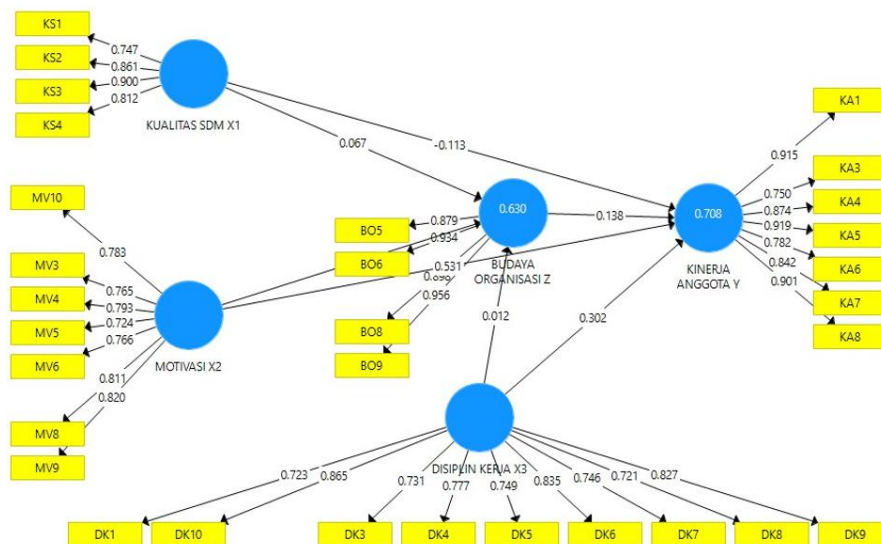 KS1
KS2
KS3
KS4
0.747
0.861
0.900
0.812
KUALITAS SDM X1
0.067
-0.113
MV10
MV3
MV4
MV5
MV6
MV8
MV9
0.783
0.765
0.793
0.724
0.766
0.811
0.820
MOTIVASI X2
BO5
BO6
BO8
BO9
0.879
0.934
0.956
0.630
BUDAYA
ORGANISASI Z
0.531
0.138
0.012
0.302
0.708
KINERJA
ANGGOTA Y
KA1
KA3
KA4
KA5
KA6
KA7
KA8
0.915
0.750
0.874
0.919
0.782
0.842
0.901
DISIPLIN KERJA X3
0.723
0.865
0.731
0.777
0.749
0.835
0.746
0.721
0.827
DK1
DK10
DK3
DK4
DK5
DK6
DK7
DK8
DK9